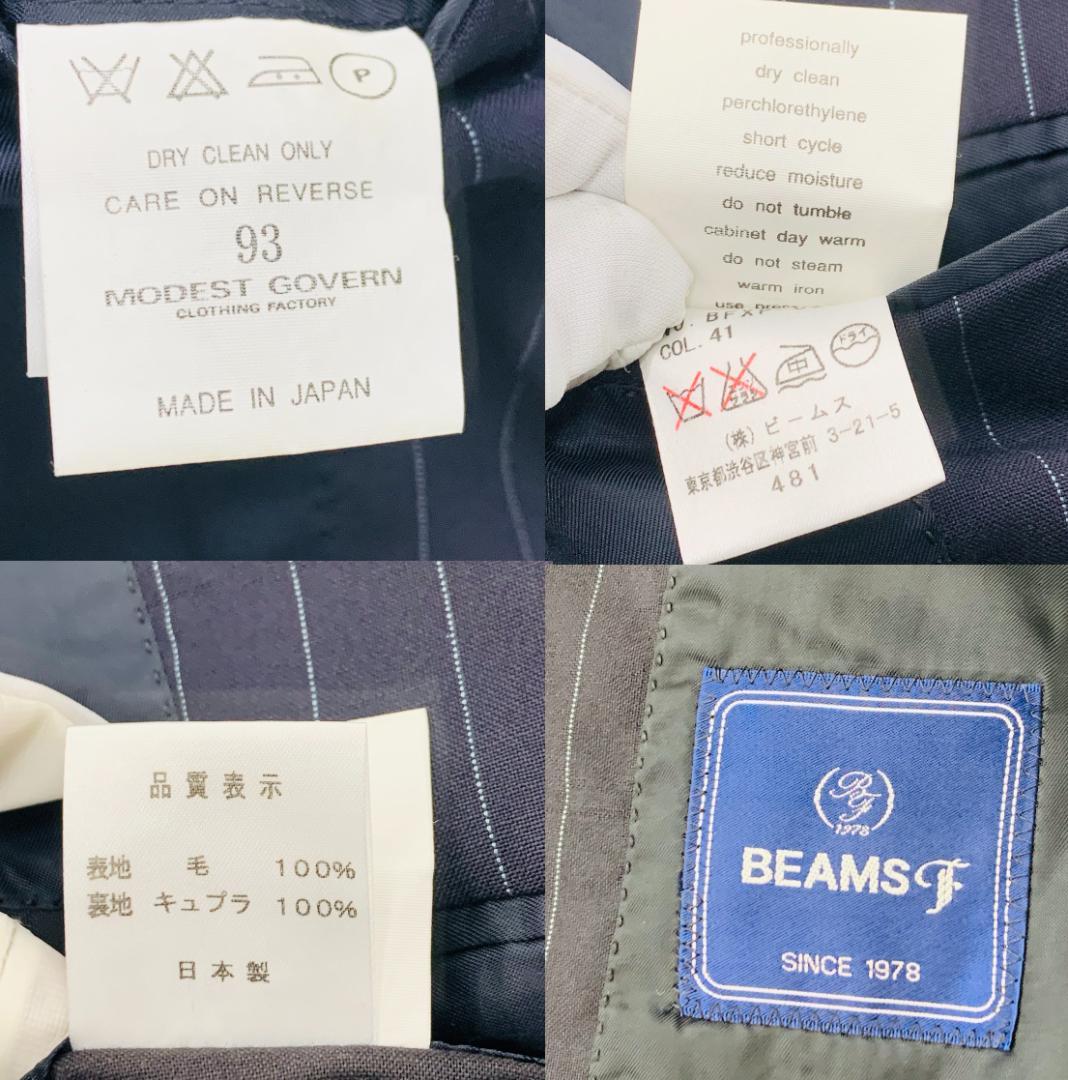 P
DRY CLEAN ONLY
CARE ON REVERSE
93
MODEST GOVERN
CLOTHING FACTORY
MADE IN JAPAN
professionally
dry clean
perchlorethylene
short cycle
reduce moisture
do not tumble
cabinet day warm
do not steam
warm iron
use
COL. 41
中
ドライ
(株) ビームス
東京都渋谷区神宮前 3-21-5
481
品質表示
表地 毛 100%
裏地 キュプラ 100%
日本製
BF
1978
BEAMS F
SINCE 1978